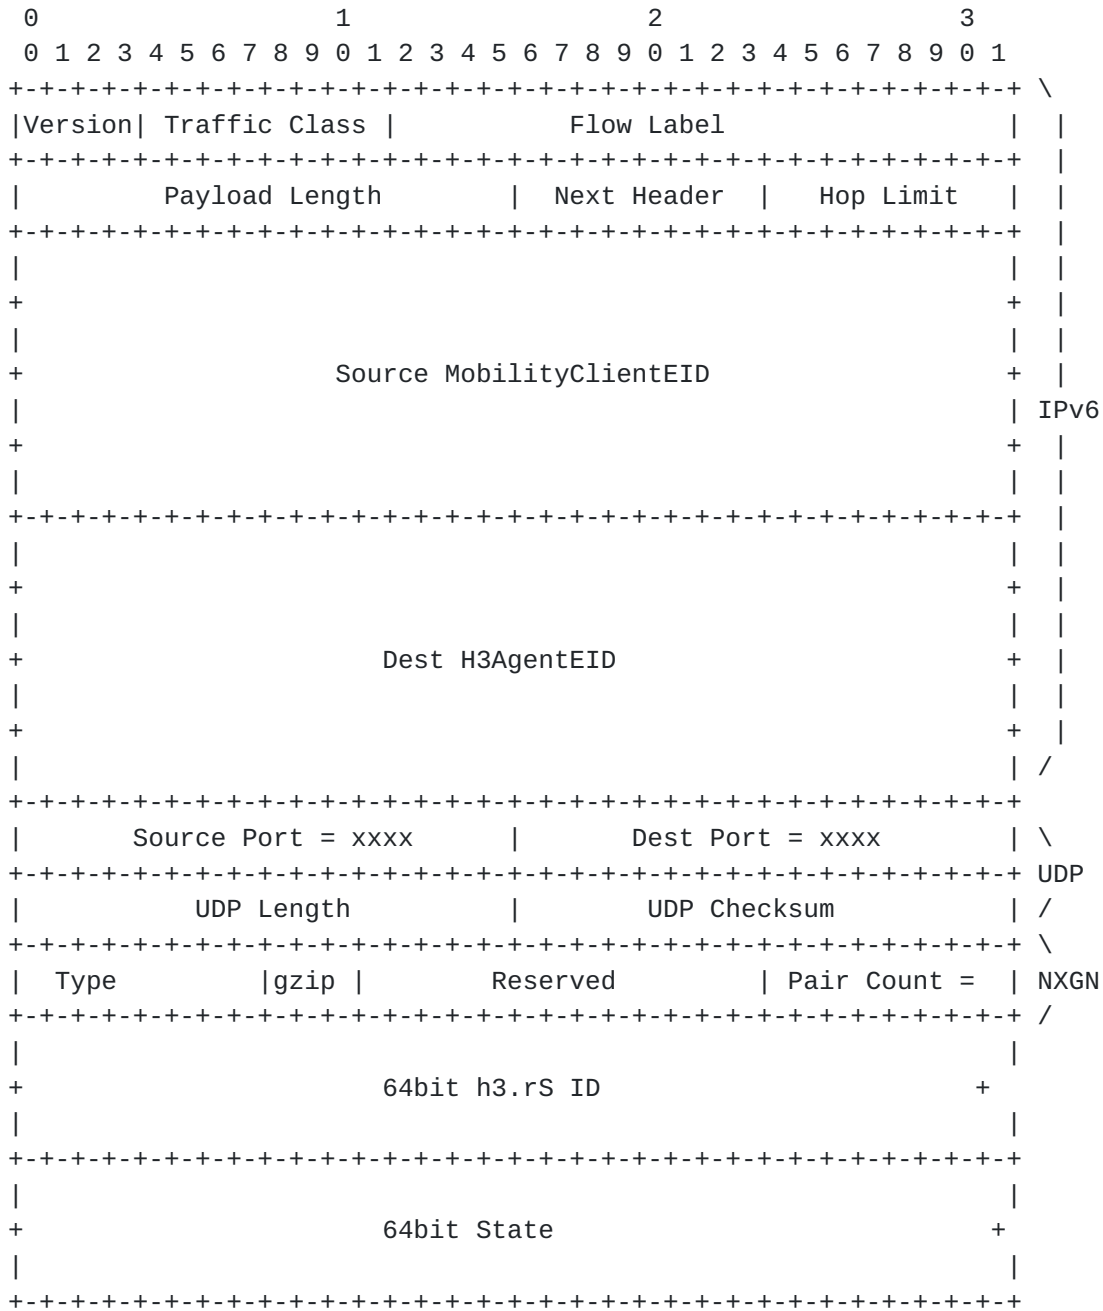 0                   1                   2                   3
 0 1 2 3 4 5 6 7 8 9 0 1 2 3 4 5 6 7 8 9 0 1 2 3 4 5 6 7 8 9 0 1
+-+-+-+-+-+-+-+-+-+-+-+-+-+-+-+-+-+-+-+-+-+-+-+-+-+-+-+-+-+-+-+-+ \
|Version| Traffic Class |           Flow Label                  |  |
+-+-+-+-+-+-+-+-+-+-+-+-+-+-+-+-+-+-+-+-+-+-+-+-+-+-+-+-+-+-+-+-+  |
|         Payload Length        |  Next Header  |   Hop Limit   |  |
+-+-+-+-+-+-+-+-+-+-+-+-+-+-+-+-+-+-+-+-+-+-+-+-+-+-+-+-+-+-+-+-+  |
|                                                               |  |
+                                                               +  |
|                                                               |  |
+                    Source MobilityClientEID                   +  |
|                                                               | IPv6
+                                                               +  |
|                                                               |  |
+-+-+-+-+-+-+-+-+-+-+-+-+-+-+-+-+-+-+-+-+-+-+-+-+-+-+-+-+-+-+-+-+  |
|                                                               |  |
+                                                               +  |
|                                                               |  |
+                       Dest H3AgentEID                         +  |
|                                                               |  |
+                                                               +  |
|                                                               | /
+-+-+-+-+-+-+-+-+-+-+-+-+-+-+-+-+-+-+-+-+-+-+-+-+-+-+-+-+-+-+-+-+
|       Source Port = xxxx      |       Dest Port = xxxx        | \
+-+-+-+-+-+-+-+-+-+-+-+-+-+-+-+-+-+-+-+-+-+-+-+-+-+-+-+-+-+-+-+-+ UDP
|           UDP Length          |        UDP Checksum           | /
+-+-+-+-+-+-+-+-+-+-+-+-+-+-+-+-+-+-+-+-+-+-+-+-+-+-+-+-+-+-+-+-+ \
|  Type         |gzip |        Reserved         | Pair Count =  | NXGN
+-+-+-+-+-+-+-+-+-+-+-+-+-+-+-+-+-+-+-+-+-+-+-+-+-+-+-+-+-+-+-+-+ /
|                                                               |
+                       64bit h3.rS ID                        +
|                                                               |
+-+-+-+-+-+-+-+-+-+-+-+-+-+-+-+-+-+-+-+-+-+-+-+-+-+-+-+-+-+-+-+-+
|                                                               |
+                       64bit State                            +
|                                                               |
+-+-+-+-+-+-+-+-+-+-+-+-+-+-+-+-+-+-+-+-+-+-+-+-+-+-+-+-+-+-+-+-+